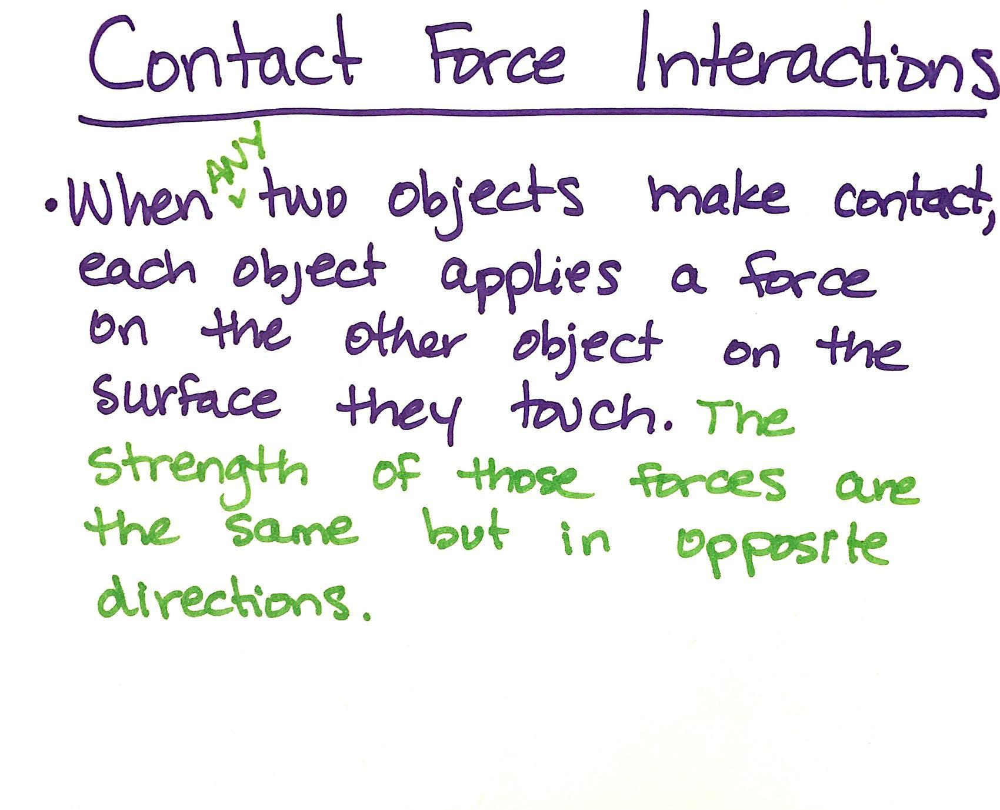 Contact Force Interactions
ANY
• When ˅ two objects make contact,
each object applies a force
on the other object on the
surface they touch. The
strength of those forces are
the same but in opposite
directions.